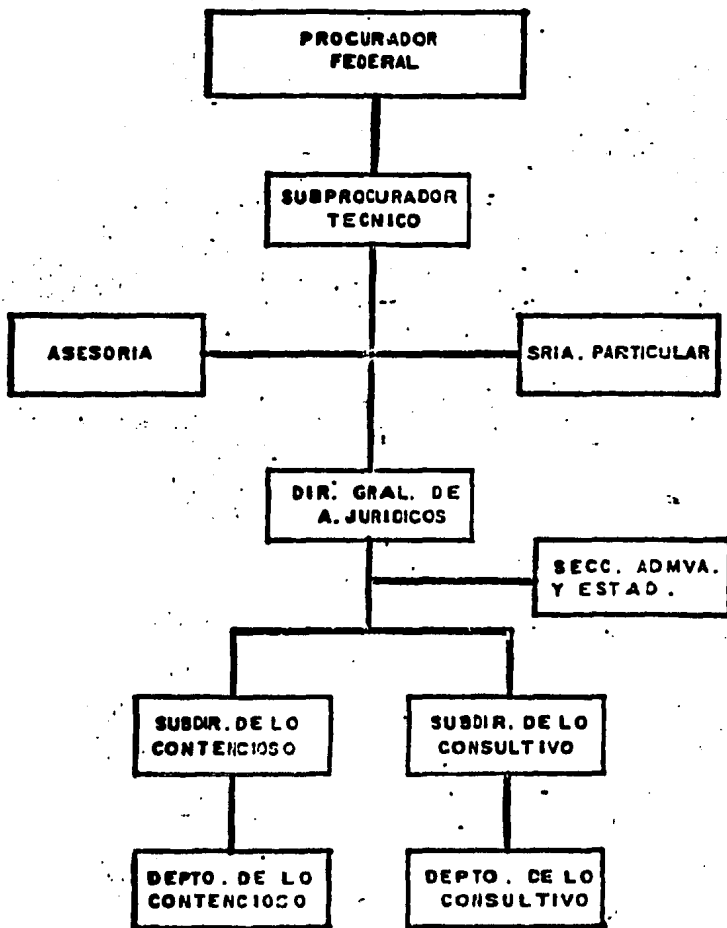 PROCURADOR
FEDERAL
SUBPROCURADOR
TECNICO
ASESORIA
SRIA. PARTICULAR
DIR. GRAL. DE
A. JURIDICOS
SECC. ADMVA.
Y ESTAD.
SUBDIR. DE LO
CONTENCIOSO
SUBDIR. DE LO
CONSULTIVO
DEPTO. DE LO
CONTENCIOSO
DEPTO. DE LO
CONSULTIVO